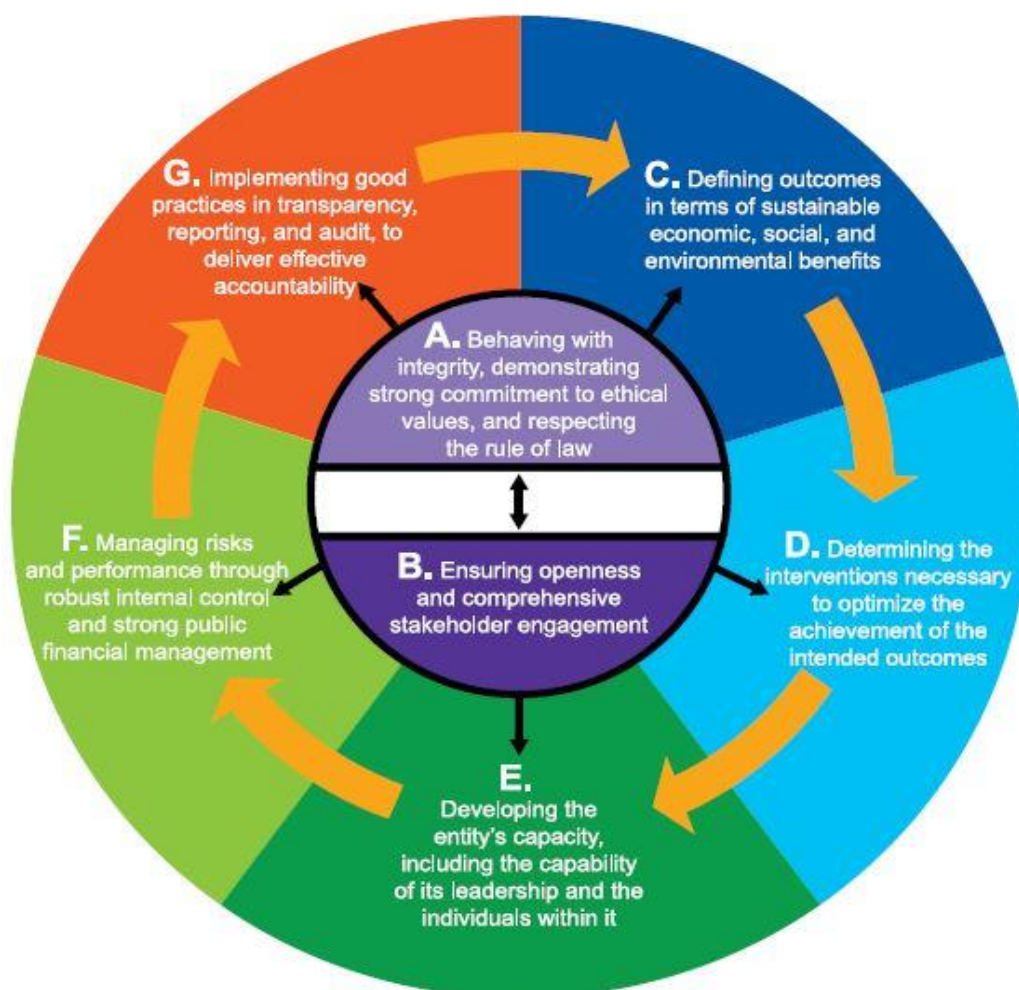 G. Implementing good
practices in transparency,
reporting, and audit, to
deliver effective
accountability
C. Defining outcomes
in terms of sustainable
economic, social, and
environmental benefits
A. Behaving with
integrity, demonstrating
strong commitment to ethical
values, and respecting
the rule of law
F. Managing risks
and performance through
robust internal control
and strong public
financial management
B. Ensuring openness
and comprehensive
stakeholder engagement
D. Determining the
interventions necessary
to optimize the
achievement of the
intended outcomes
E.
Developing the
entity's capacity,
including the capability
of its leadership and the
individuals within it